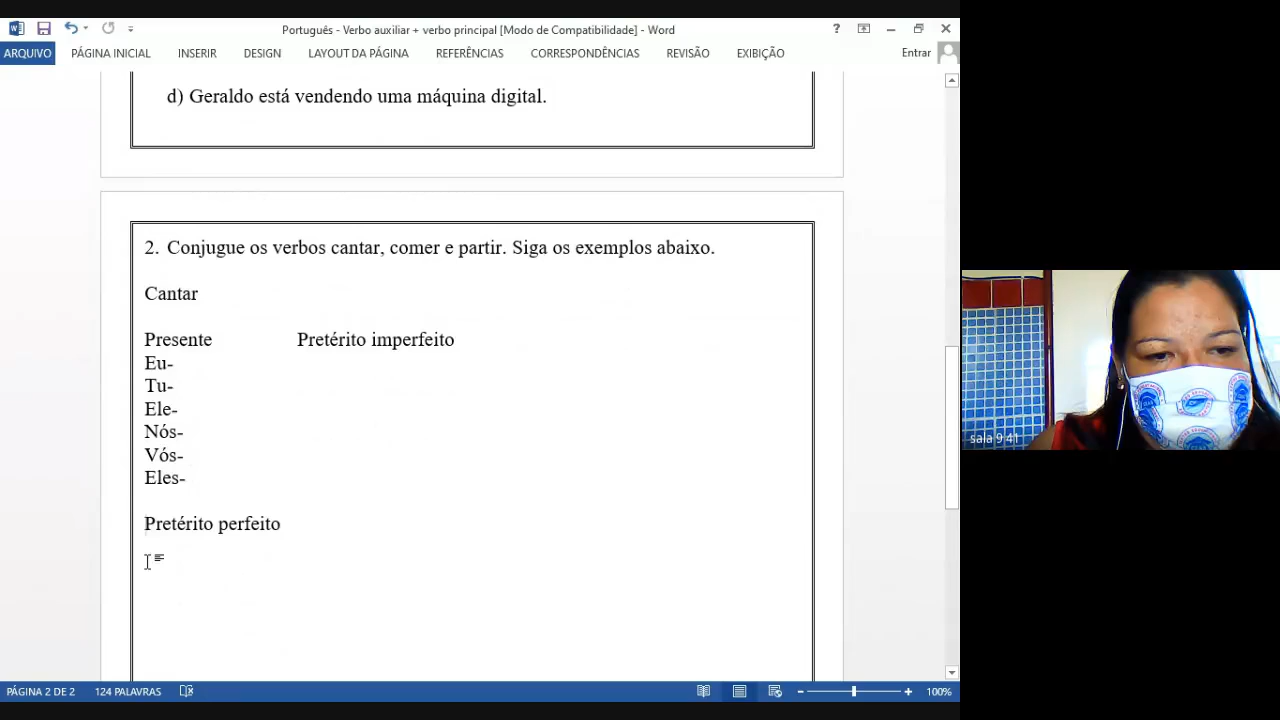 Português - Verbo auxiliar + verbo principal [Modo de Compatibilidade] - Word
ARQUIVO PÁGINA INICIAL INSERIR DESIGN LAYOUT DA PÁGINA REFERÊNCIAS CORRESPONDÊNCIAS REVISÃO EXIBIÇÃO Entrar
d) Geraldo está vendendo uma máquina digital.
2. Conjugue os verbos cantar, comer e partir. Siga os exemplos abaixo.
Cantar
Presente Pretérito imperfeito
Eu-
Tu-
Ele-
Nós-
Vós-
Eles-
Pretérito perfeito
sala 9 41
PÁGINA 2 DE 2 124 PALAVRAS 100%